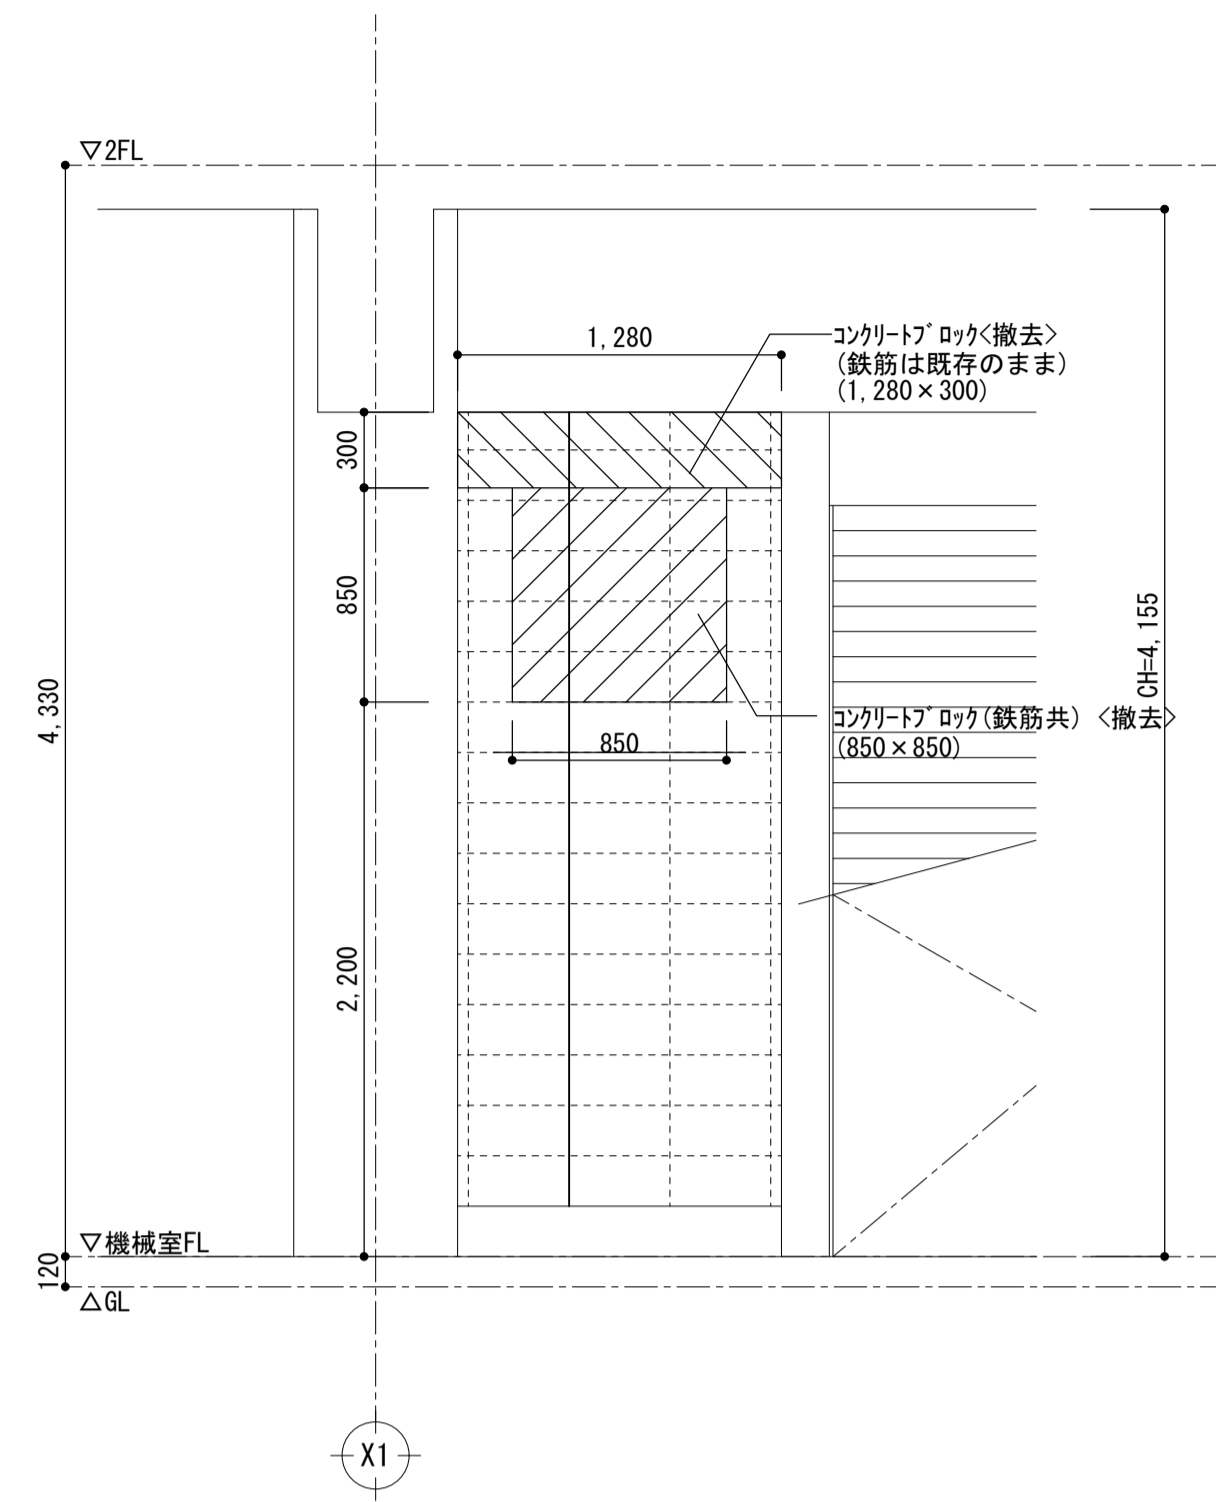 ▽2FL
1,280
コンクリートブロック<撤去>
(鉄筋は既存のまま)
(1,280×300)
300
850
4,330
CH=4,155
コンクリートブロック(鉄筋共)<撤去>
(850×850)
850
2,200
▽機械室FL
120
△GL
X1